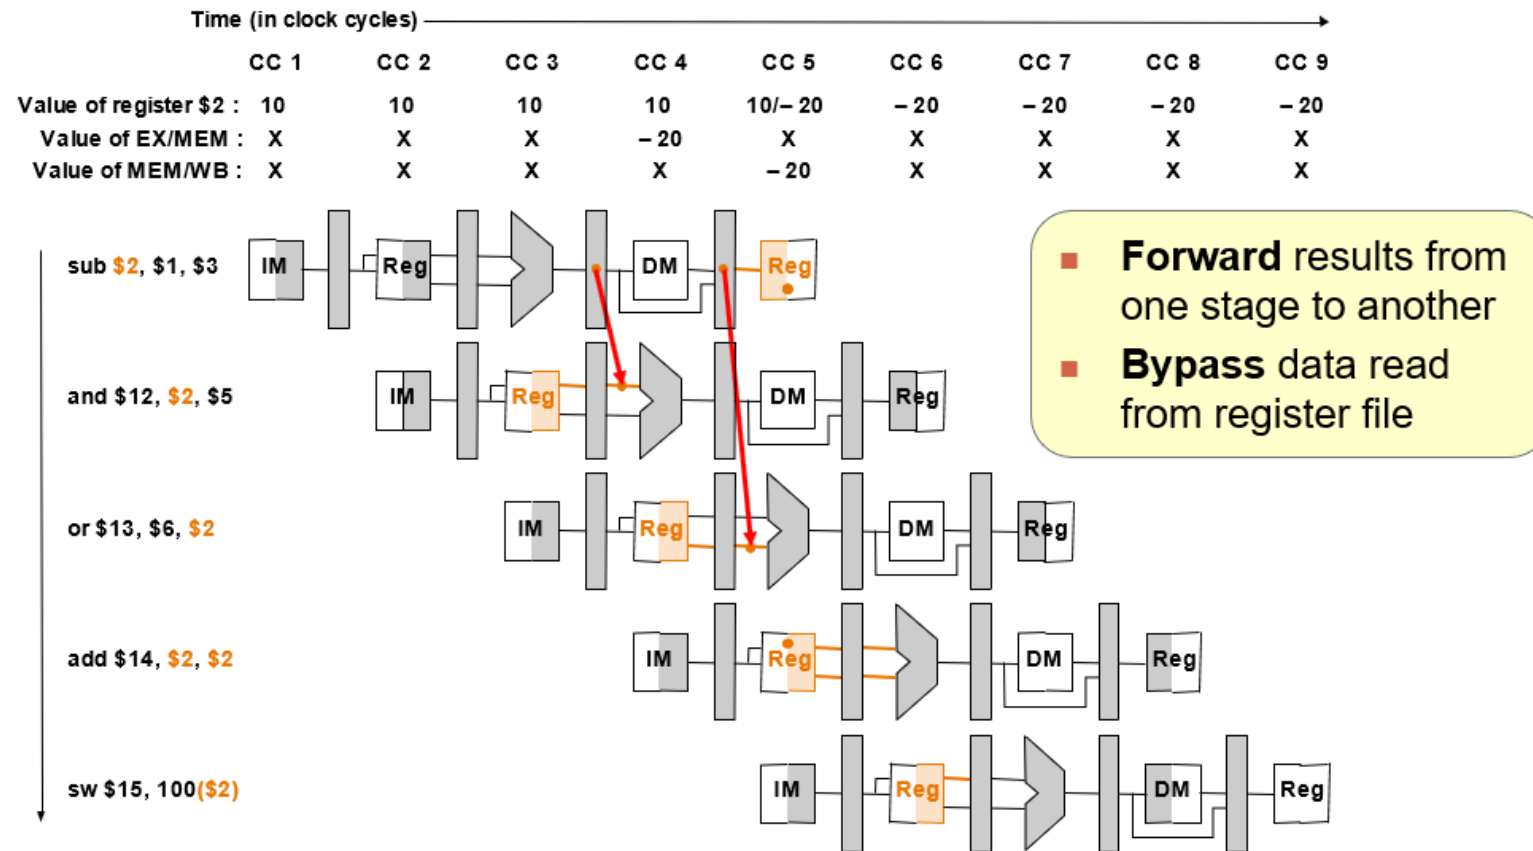 Time (in clock cycles)
CC 1 CC 2 CC 3 CC 4 CC 5 CC 6 CC 7 CC 8 CC 9
Value of register $2 : 10 10 10 10 10/– 20 – 20 – 20 – 20 – 20
Value of EX/MEM : X X X – 20 X X X X X
Value of MEM/WB : X X X X – 20 X X X X
sub $2, $1, $3 IM Reg DM Reg
and $12, $2, $5 IM Reg DM Reg
or $13, $6, $2 IM Reg DM Reg
add $14, $2, $2 IM Reg DM Reg
sw $15, 100($2) IM Reg DM Reg
Forward results from
one stage to another
Bypass data read
from register file